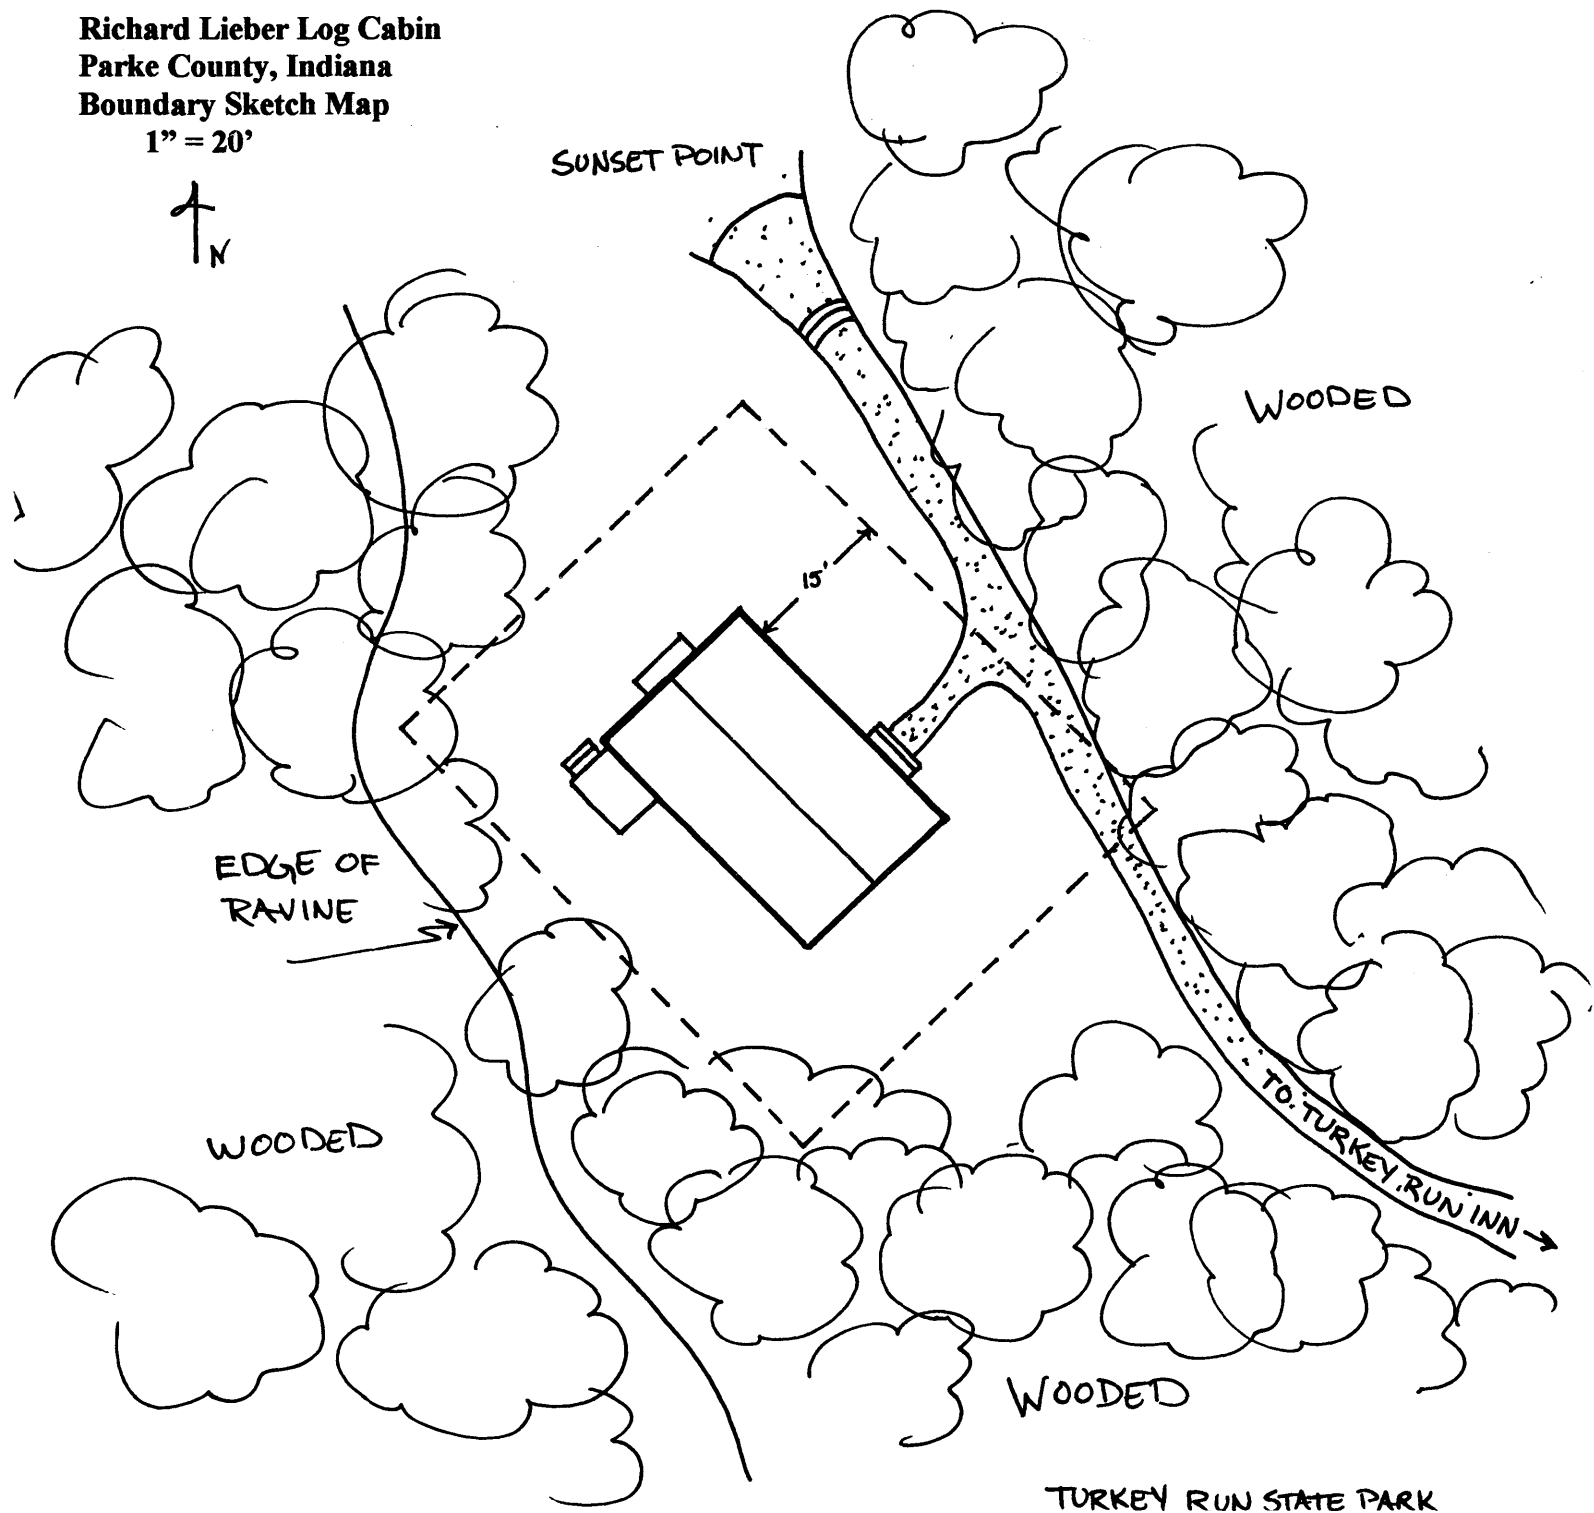 Richard Lieber Log Cabin
Parke County, Indiana
Boundary Sketch Map
1” = 20’
N
SUNSET POINT
WOODED
15'
EDGE OF
RAVINE
WOODED
TO TURKEY RUN INN
WOODED
TURKEY RUN STATE PARK